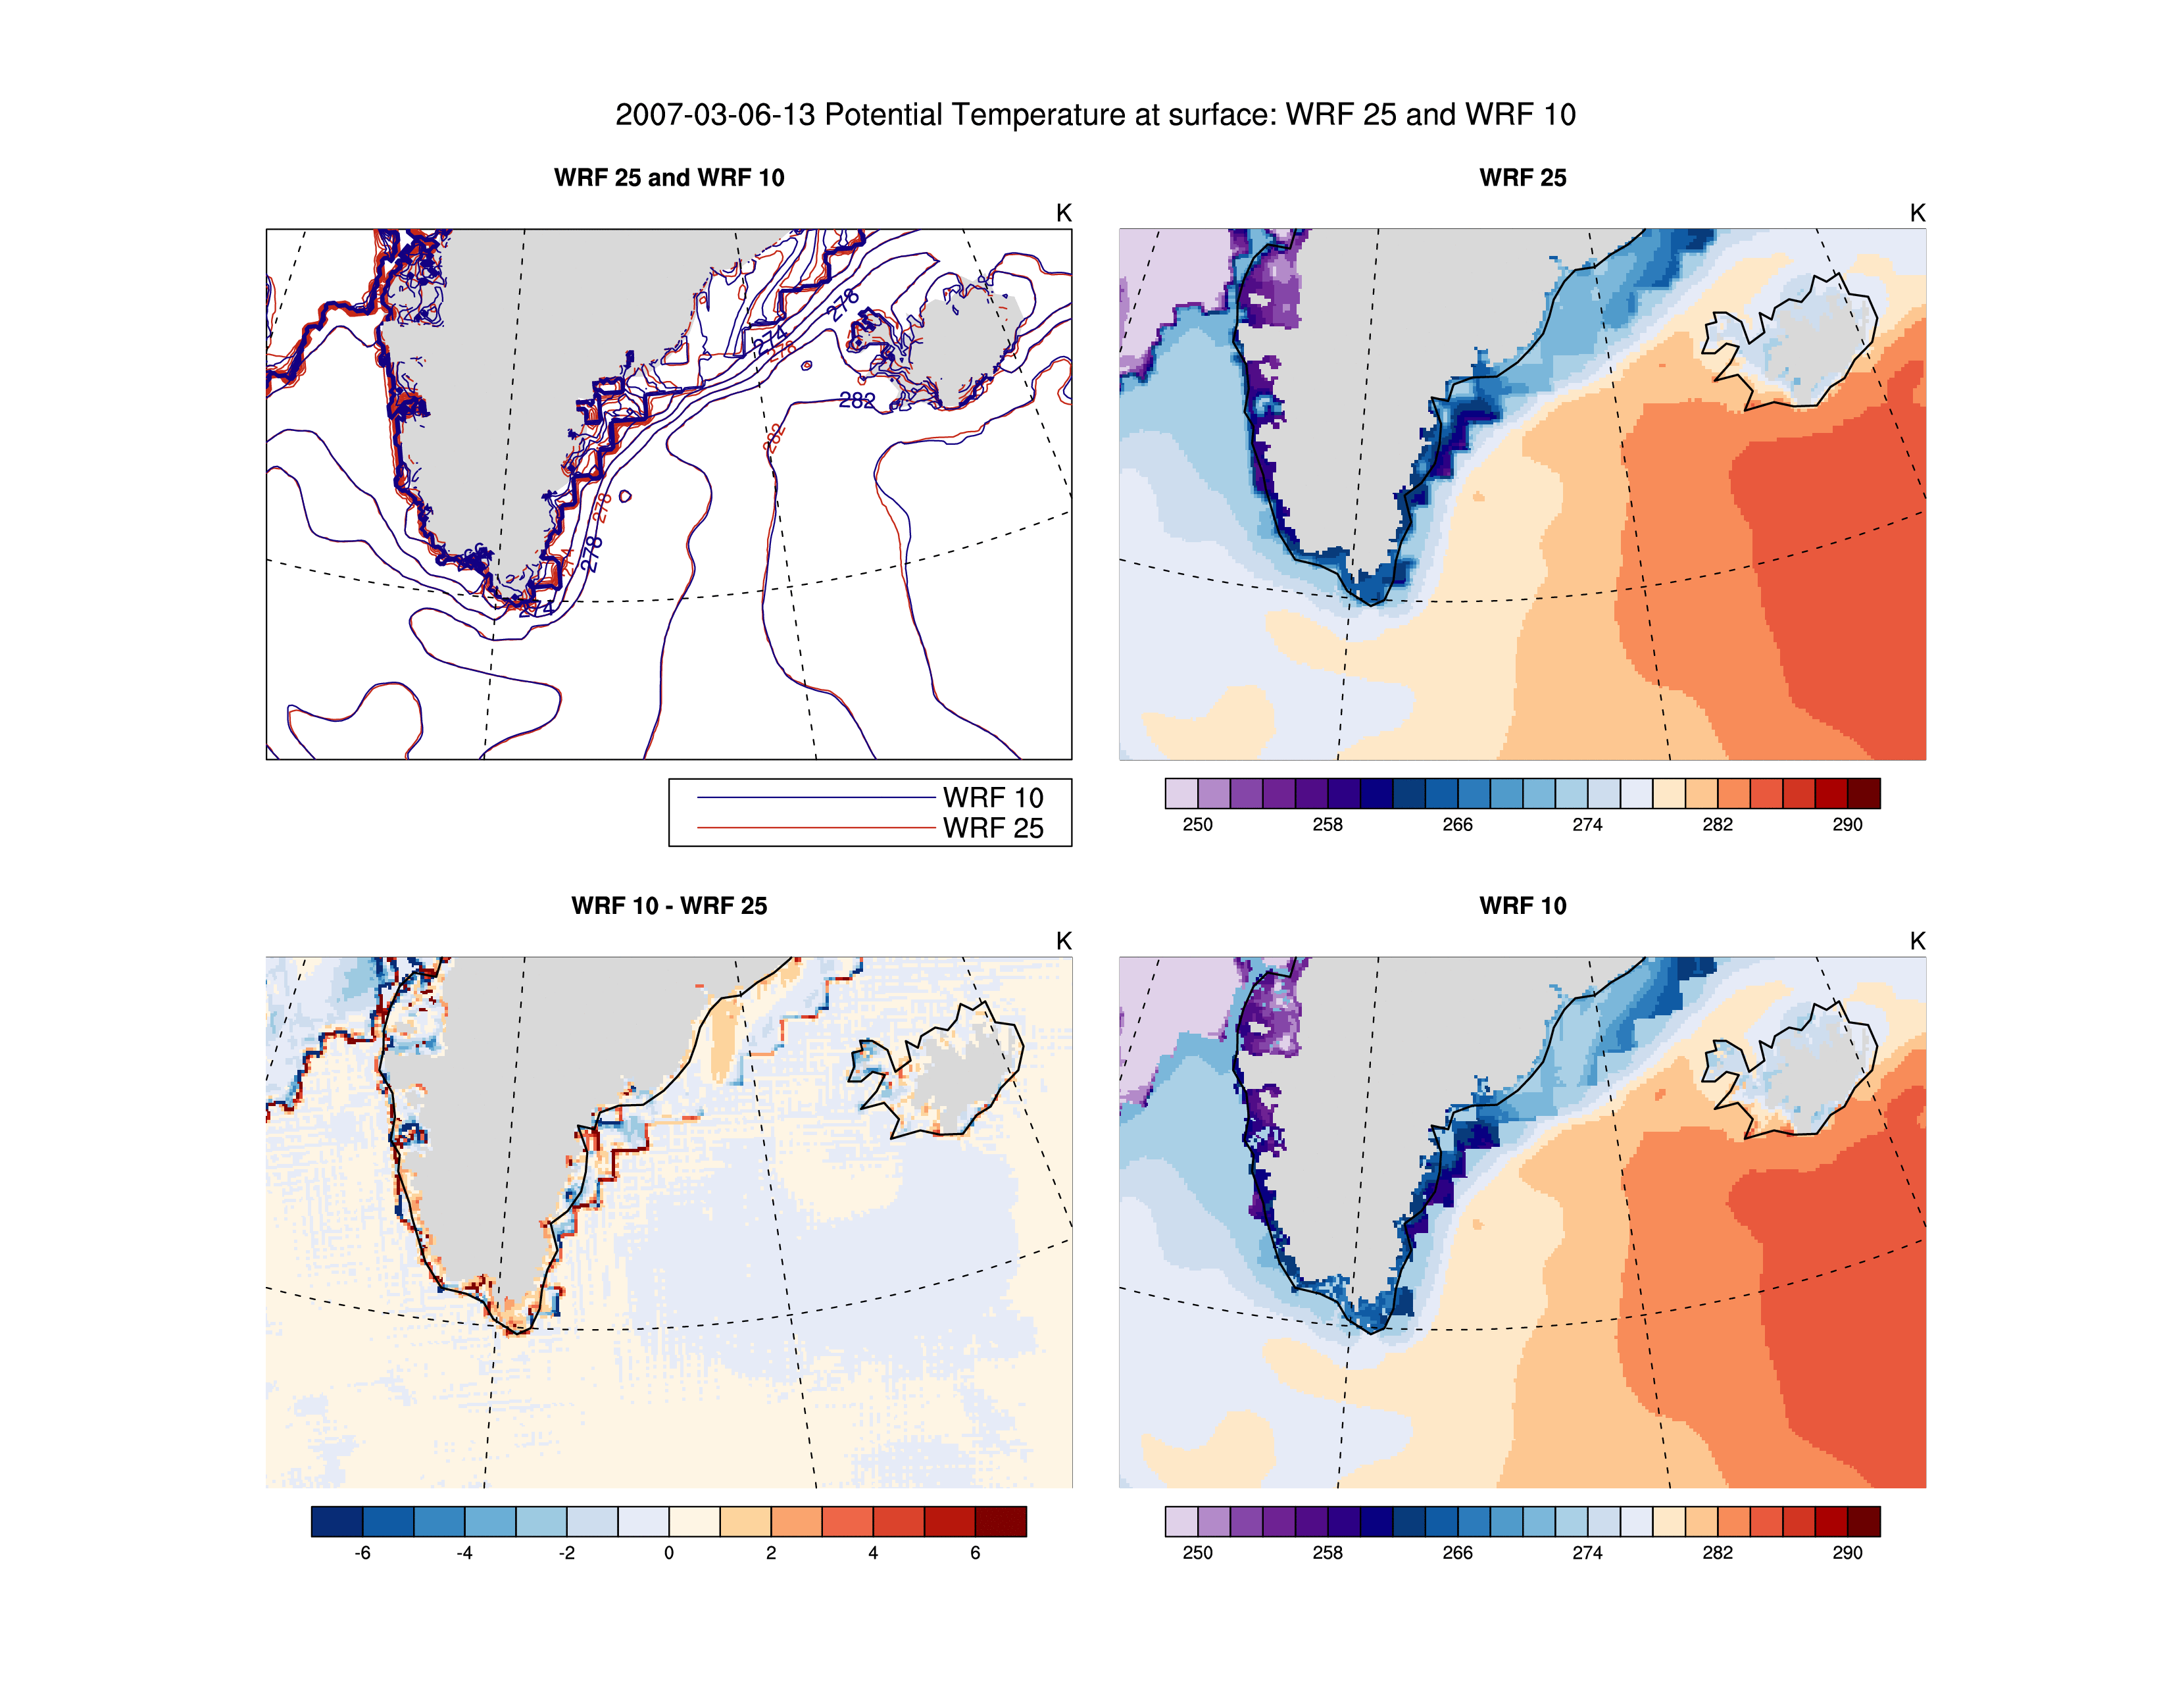 2007-03-06-13 Potential Temperature at surface: WRF 25 and WRF 10
WRF 25 and WRF 10
K
278
274
278
282
282
278
278
274
274
WRF 10
WRF 25
WRF 25
K
250 258 266 274 282 290
WRF 10 - WRF 25
K
-6 -4 -2 0 2 4 6
WRF 10
K
250 258 266 274 282 290